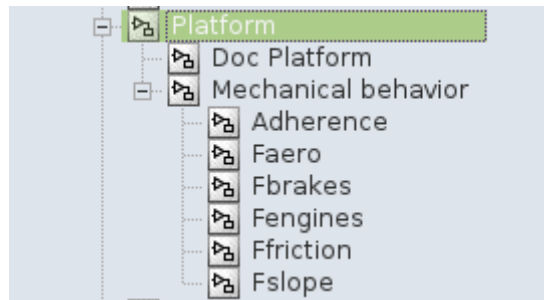 Platform
Doc Platform
Mechanical behavior
Adherence
Faero
Fbrakes
Fengines
Ffriction
Fslope